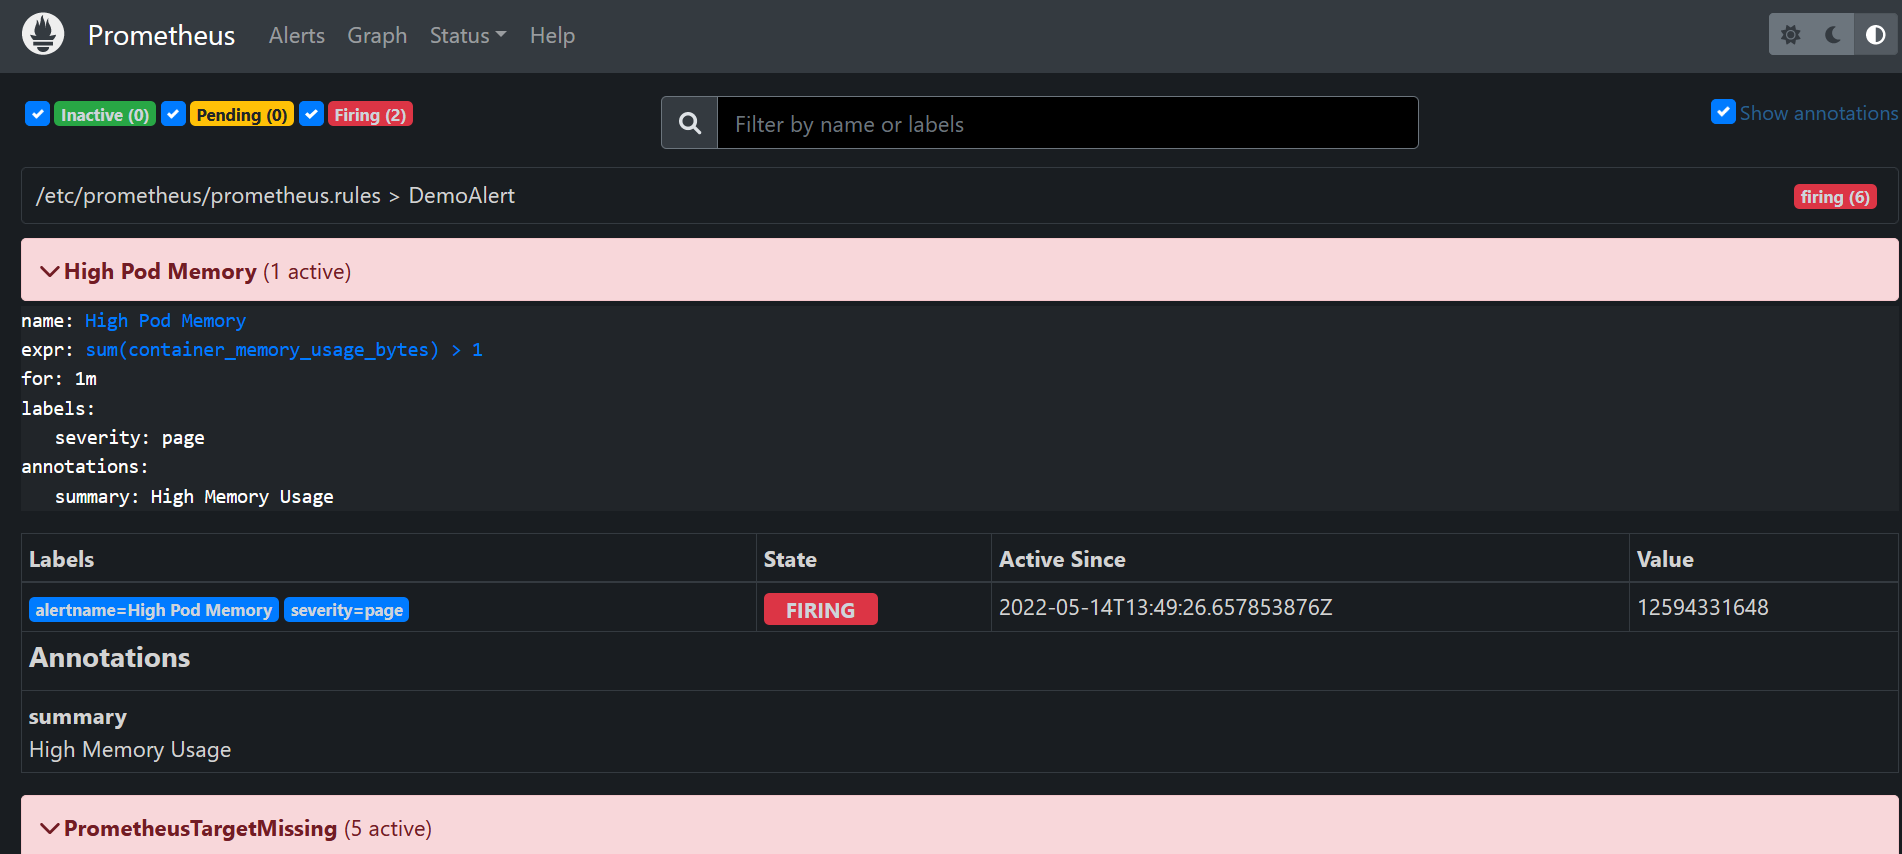 Prometheus Alerts Graph Status Help
Inactive (0) Pending (0) Firing (2) Filter by name or labels Show annotations
/etc/prometheus/prometheus.rules > DemoAlert firing (6)
High Pod Memory (1 active)
name: High Pod Memory
expr: sum(container_memory_usage_bytes) > 1
for: 1m
labels:
severity: page
annotations:
summary: High Memory Usage
Labels State Active Since Value
alertname=High Pod Memory severity=page FIRING 2022-05-14T13:49:26.657853876Z 12594331648
Annotations
summary
High Memory Usage
PrometheusTargetMissing (5 active)